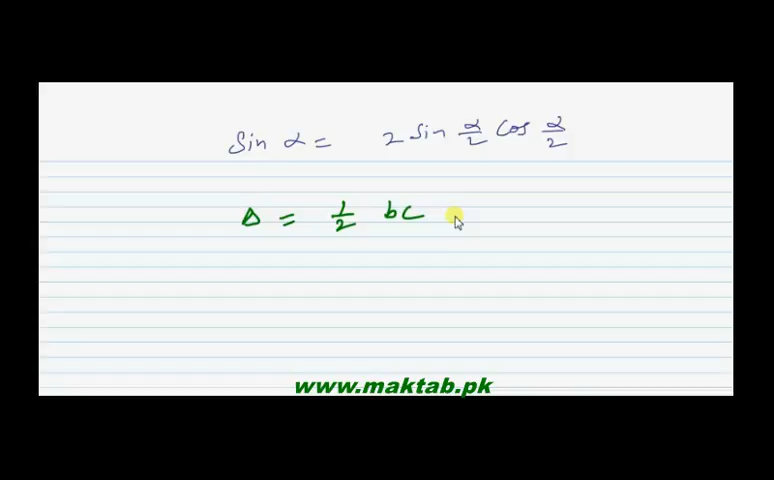 Sin α = 2 Sin α/2 Cos α/2
Δ = 1/2 bc
www.maktab.pk